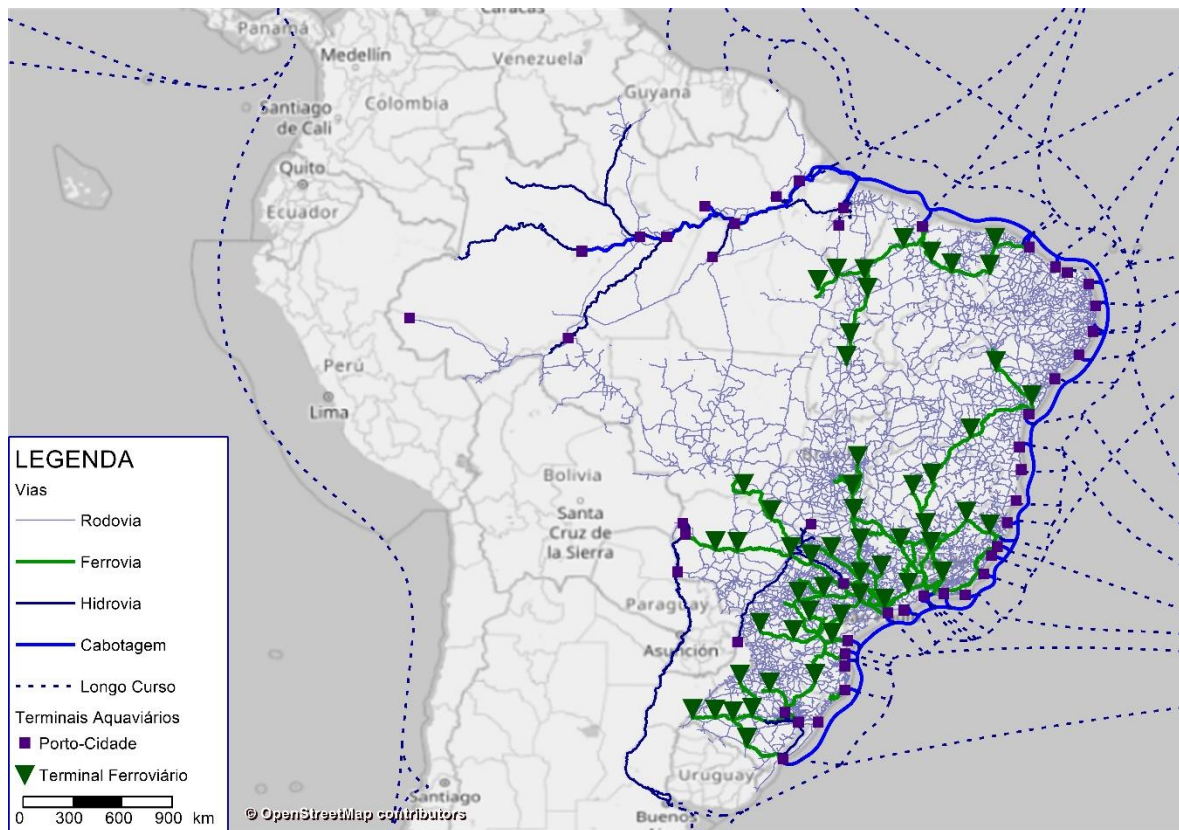 Caracas
Panamá
Medellín
Venezuela
Guyana
Santiago
de Cali
Colombia
Quito
Ecuador
Perú
Lima
Bolivia
Santa
Cruz de
la Sierra
Paraguay
Asunción
Uruguay
Santiago
Buenos
LEGENDA
Vias
Rodovia
Ferrovia
Hidrovia
Cabotagem
Longo Curso
Terminais Aquaviários
Porto-Cidade
Terminal Ferroviário
0 300 600 900 km
© OpenStreetMap contributors